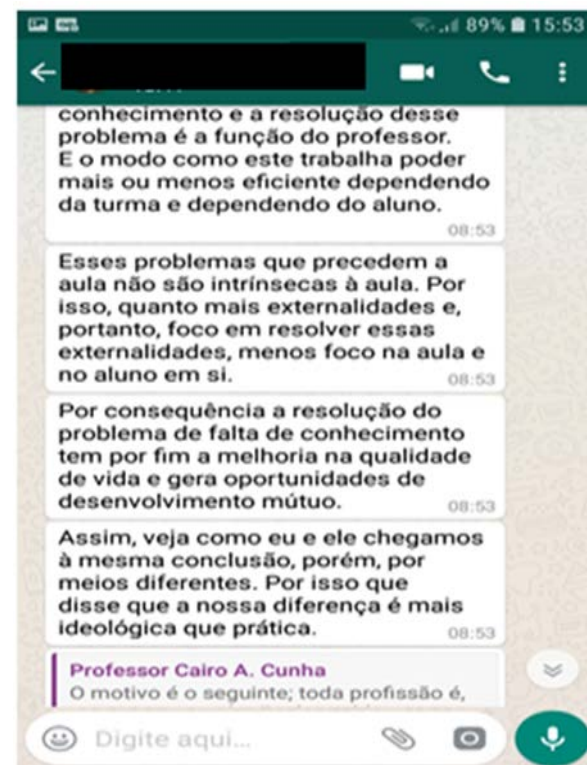 89% 15:53
conhecimento e a resolução desse
problema é a função do professor.
E o modo como este trabalha poder
mais ou menos eficiente dependendo
da turma e dependendo do aluno.
08:53
Esses problemas que precedem a
aula não são intrínsecas à aula. Por
isso, quanto mais externalidades e,
portanto, foco em resolver essas
externalidades, menos foco na aula e
no aluno em si.
08:53
Por consequência a resolução do
problema de falta de conhecimento
tem por fim a melhoria na qualidade
de vida e gera oportunidades de
desenvolvimento mútuo.
08:53
Assim, veja como eu e ele chegamos
à mesma conclusão, porém, por
meios diferentes. Por isso que
disse que a nossa diferença é mais
ideológica que prática.
08:53
Professor Cairo A. Cunha
O motivo é o seguinte; toda profissão é,
Digite aqui...